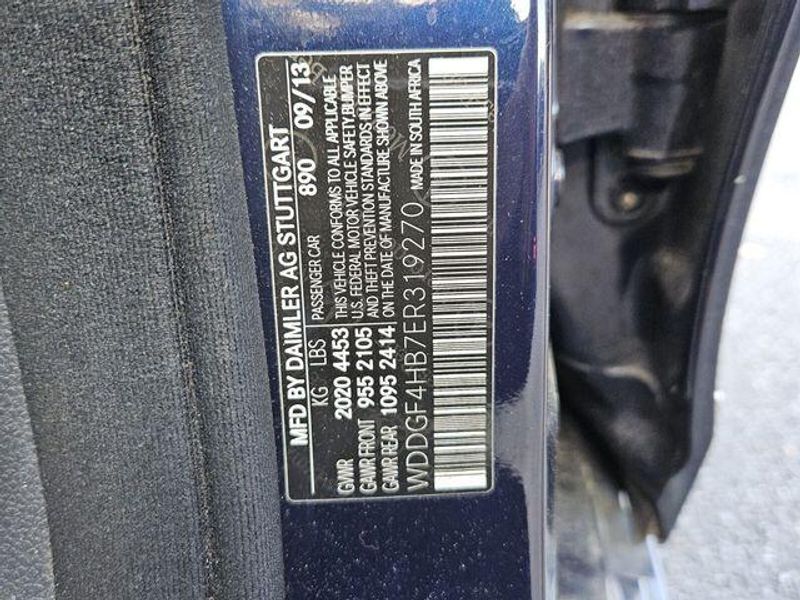 MFD BY DAIMLER AG STUTTGART
890 09/13
KG LBS PASSENGER CAR
GVWR 2020 4453 THIS VEHICLE CONFORMS TO ALL APPLICABLE
GAWR FRONT 955 2105 U.S. FEDERAL MOTOR VEHICLE SAFETY, BUMPER
GAWR REAR 1095 2414 AND THEFT PREVENTION STANDARDS IN EFFECT
ON THE DATE OF MANUFACTURE SHOWN ABOVE
WDDGF4HB7ER319270 MADE IN SOUTH AFRICA